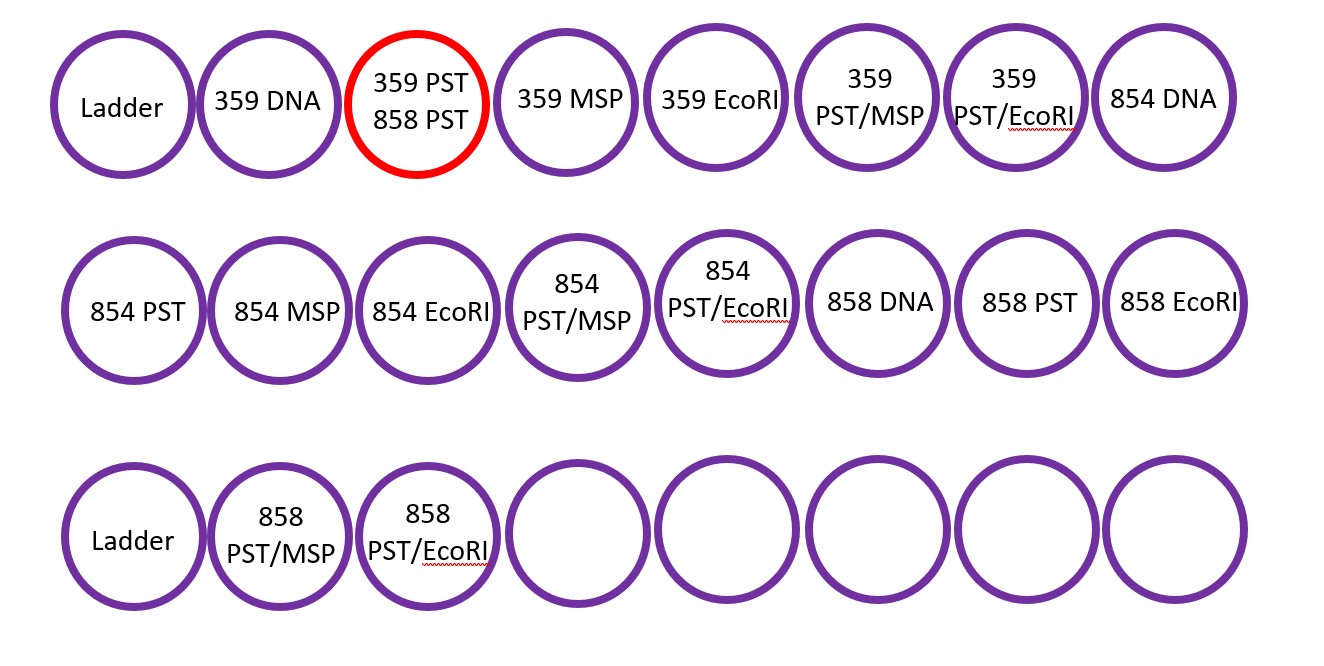 Ladder
359 DNA
359 PST
858 PST
359 MSP
359 EcoRI
359
PST/MSP
359
PST/EcoRI
854 DNA
854 PST
854 MSP
854 EcoRI
854
PST/MSP
854
PST/EcoRI
858 DNA
858 PST
858 EcoRI
Ladder
858
PST/MSP
858
PST/EcoRI